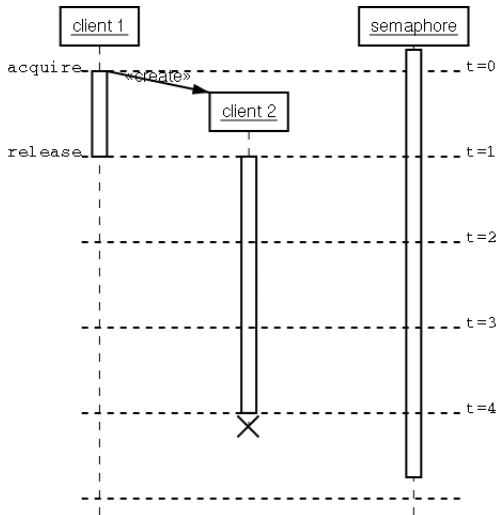 client 1
semaphore
acquire
t=0
«create»
client 2
release
t=1
t=2
t=3
t=4